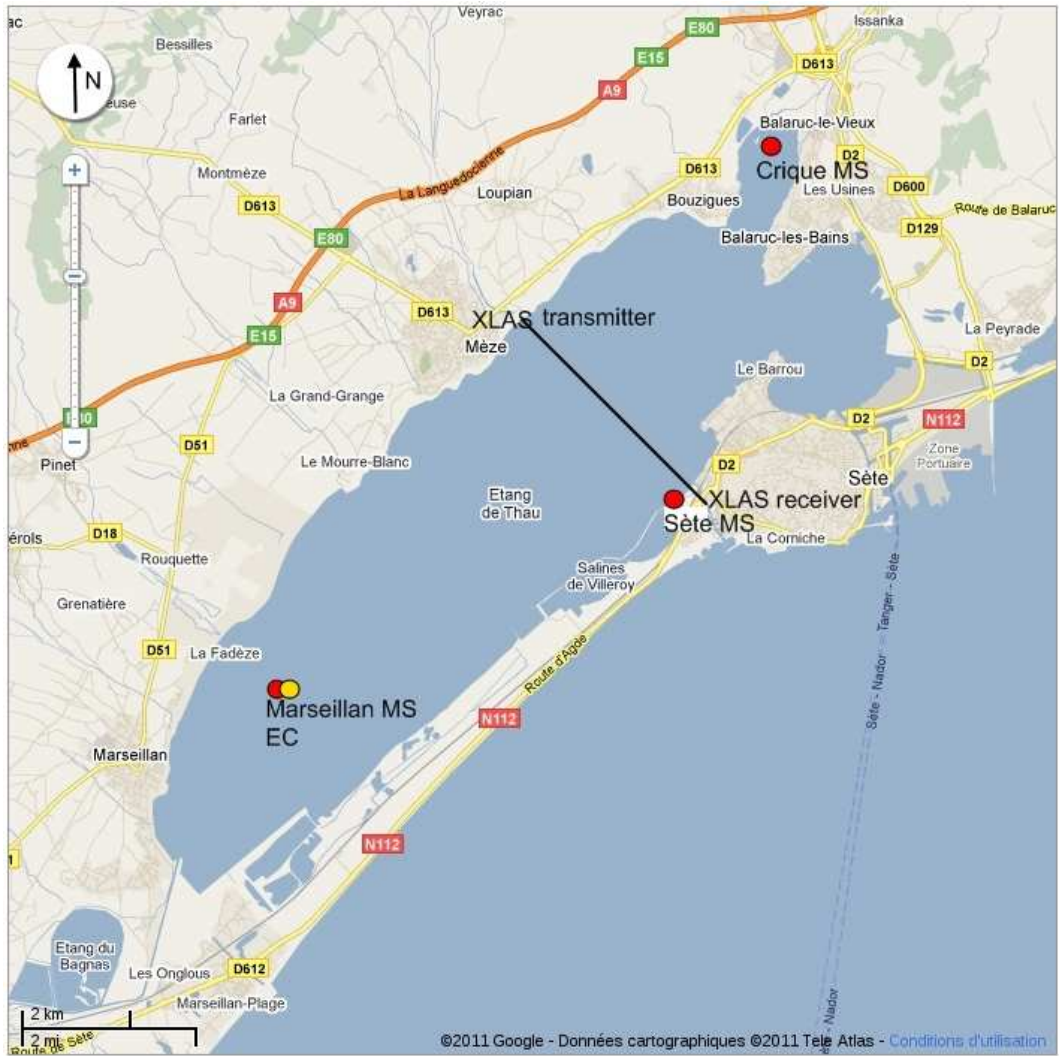 Veyrac
E80
Issanka
Bessilles
E15
D613
N
A9
Farlet
Balaruc-le-Vieux
La Languedocienne
D2
Montmèze
Loupian
D613
Crique MS
D613
Les Usines
D600
Bouzigues
Route de Balaruc
E80
Balaruc-les-Bains
D129
A9
D613
XLAS transmitter
La Peyrade
E15
Mèze
D2
Le Barrou
La Grand-Grange
D2
N112
D51
Zone
Portuaire
Pinet
Le Mourre-Blanc
D2
Sète
Etang
de Thau
XLAS receiver
Sète MS
D18
La Corniche
Rouquette
Salines
de Villeroy
Grenatière
Sète - Nador - Tanger - Sète
D51
La Fadèze
Route d'Agde
Marseillan MS
EC
N112
Marseillan
N112
Etang du
Bagnas
Les Onglous
D612
Marseillan-Plage
2 km
2 mi
Route de Sète
©2011 Google - Données cartographiques ©2011 Tele Atlas - Conditions d'utilisation